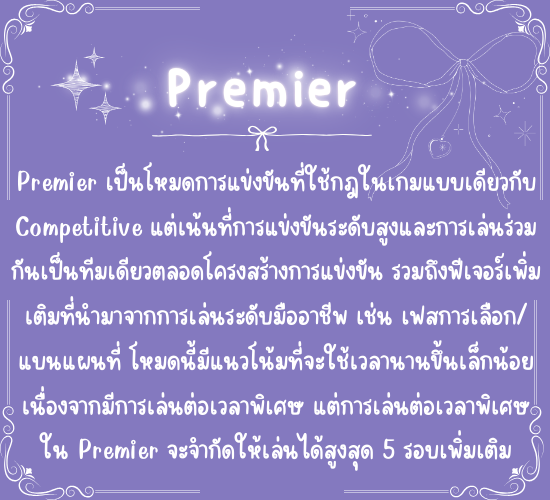 Premier
Premier เป็นโหมดการแข่งขันที่ใช้กฎในเกมแบบเดียวกับ
Competitive แต่เน้นที่การแข่งขันระดับสูงและการเล่นร่วม
กันเป็นทีมเดียวตลอดโครงสร้างการแข่งขัน รวมถึงฟีเจอร์เพิ่ม
เติมที่นำมาจากการเล่นระดับมืออาชีพ เช่น เฟสการเลือก/
แบนแผนที่ โหมดนี้มีแนวโน้มที่จะใช้เวลานานขึ้นเล็กน้อย
เนื่องจากมีการเล่นต่อเวลาพิเศษ แต่การเล่นต่อเวลาพิเศษ
ใน Premier จะจำกัดให้เล่นได้สูงสุด 5 รอบเพิ่มเติม